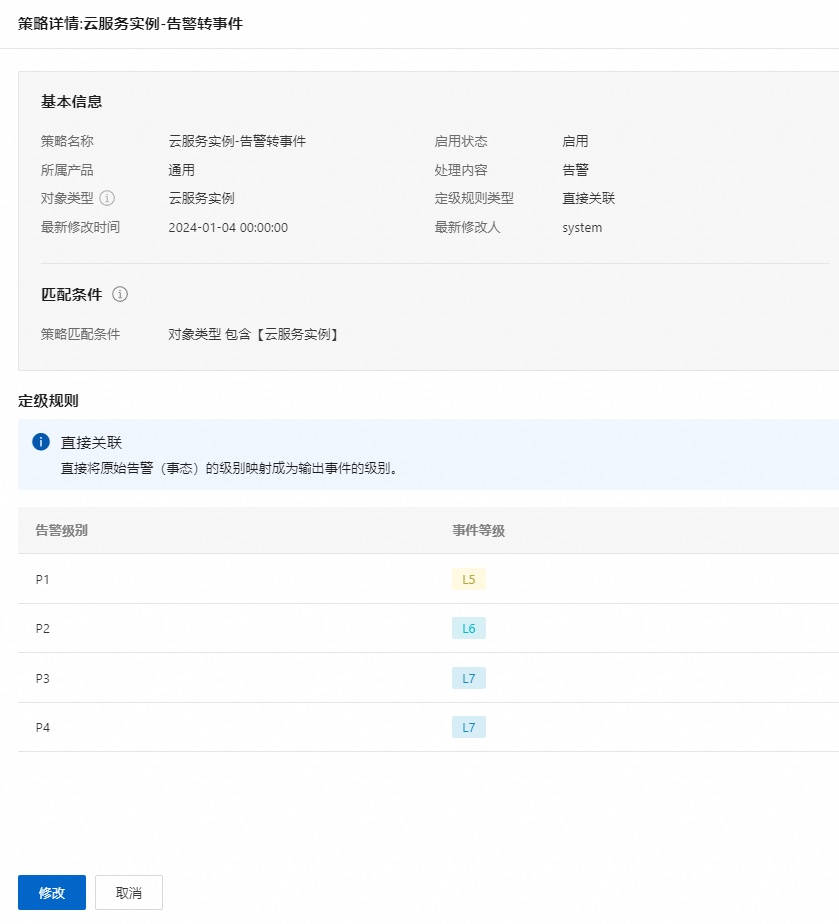 策略详情:云服务实例-告警转事件
基本信息
策略名称 云服务实例-告警转事件 启用状态 启用
所属产品 通用 处理内容 告警
对象类型 云服务实例 定级规则类型 直接关联
最新修改时间 2024-01-04 00:00:00 最新修改人 system
匹配条件
策略匹配条件 对象类型 包含【云服务实例】
定级规则
直接关联
直接将原始告警（事态）的级别映射成为输出事件的级别。
告警级别 事件等级
P1 L5
P2 L6
P3 L7
P4 L7
修改 取消